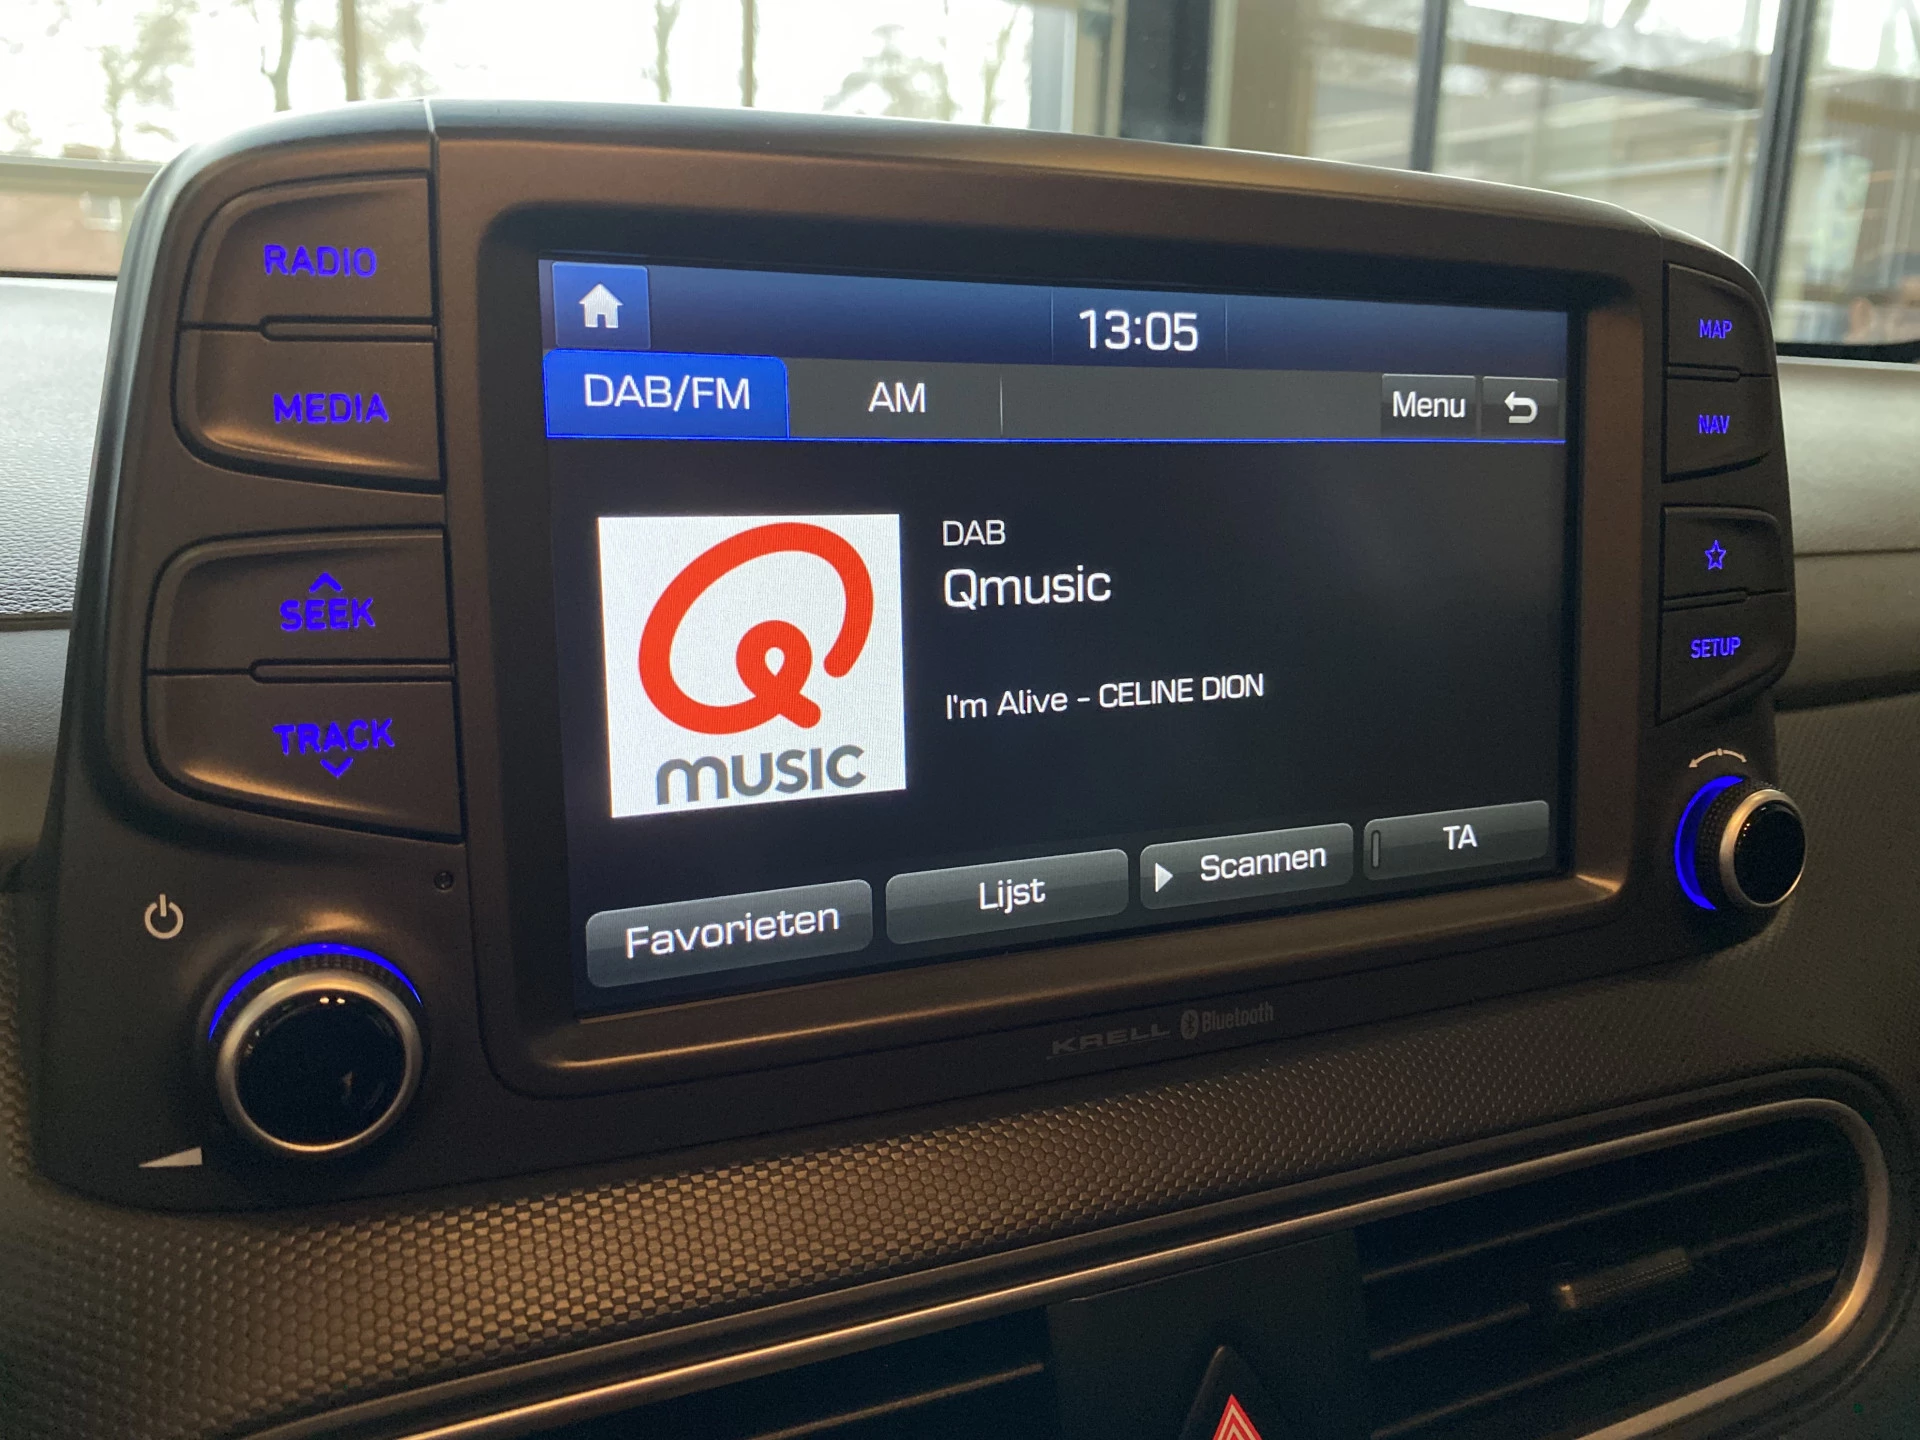 RADIO
MEDIA
SEEK
TRACK
13:05
DAB/FM
AM
Menu
Q
MUSIC
DAB
Qmusic
I'm Alive - CELINE DION
Favorieten
Lijst
Scannen
TA
KRELL Bluetooth
MAP
NAV
SETUP